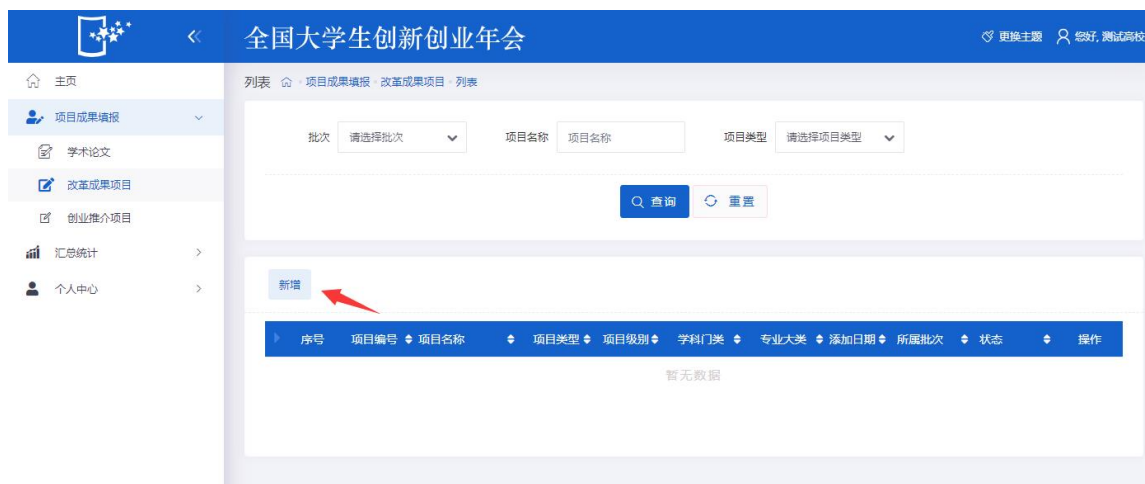 全国大学生创新创业年会
更换主题 您好, 测试高校
主页
列表 项目成果填报 改革成果项目 列表
项目成果填报
批次 请选择批次 项目名称 项目名称 项目类型 请选择项目类型
学术论文
改革成果项目
查询 重置
创业推介项目
汇总统计
个人中心
新增
序号 项目编号 项目名称 项目类型 项目级别 学科门类 专业大类 添加日期 所属批次 状态 操作
暂无数据